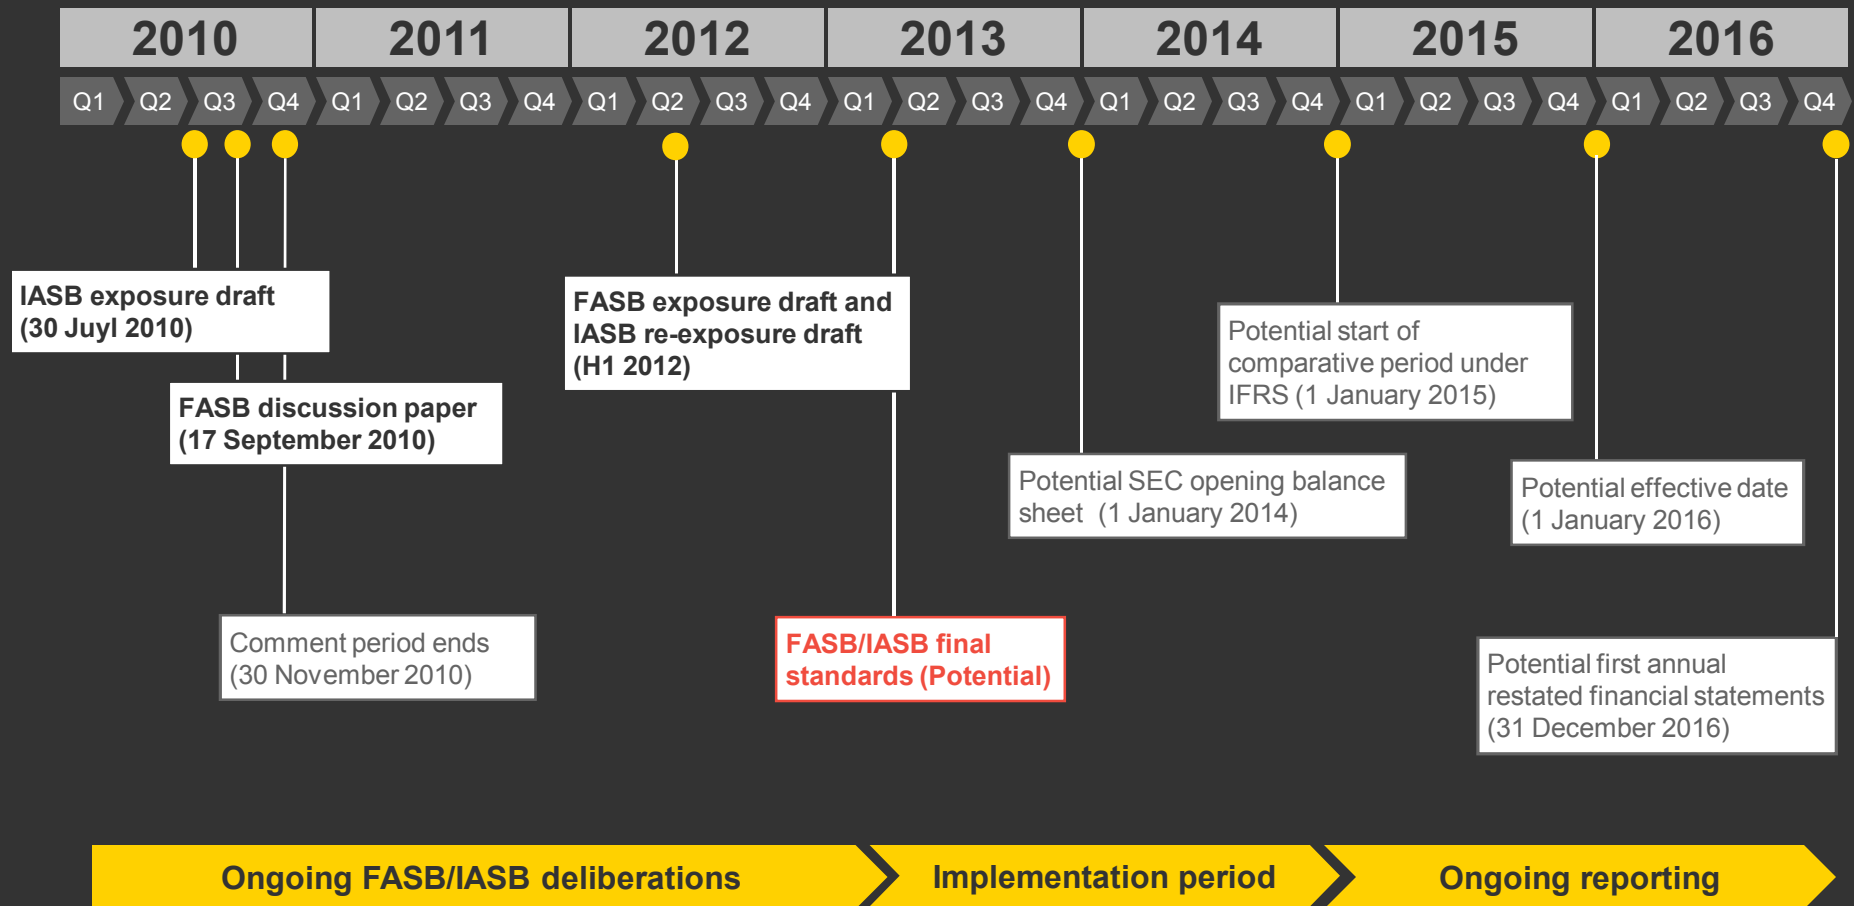 2010 2011 2012 2013 2014 2015 2016
Q1 Q2 Q3 Q4 Q1 Q2 Q3 Q4 Q1 Q2 Q3 Q4 Q1 Q2 Q3 Q4 Q1 Q2 Q3 Q4 Q1 Q2 Q3 Q4 Q1 Q2 Q3 Q4
IASB exposure draft
(30 Juyl 2010)
FASB discussion paper
(17 September 2010)
Comment period ends
(30 November 2010)
FASB exposure draft and
IASB re-exposure draft
(H1 2012)
FASB/IASB final
standards (Potential)
Potential SEC opening balance
sheet (1 January 2014)
Potential start of
comparative period under
IFRS (1 January 2015)
Potential effective date
(1 January 2016)
Potential first annual
restated financial statements
(31 December 2016)
Ongoing FASB/IASB deliberations
Implementation period
Ongoing reporting